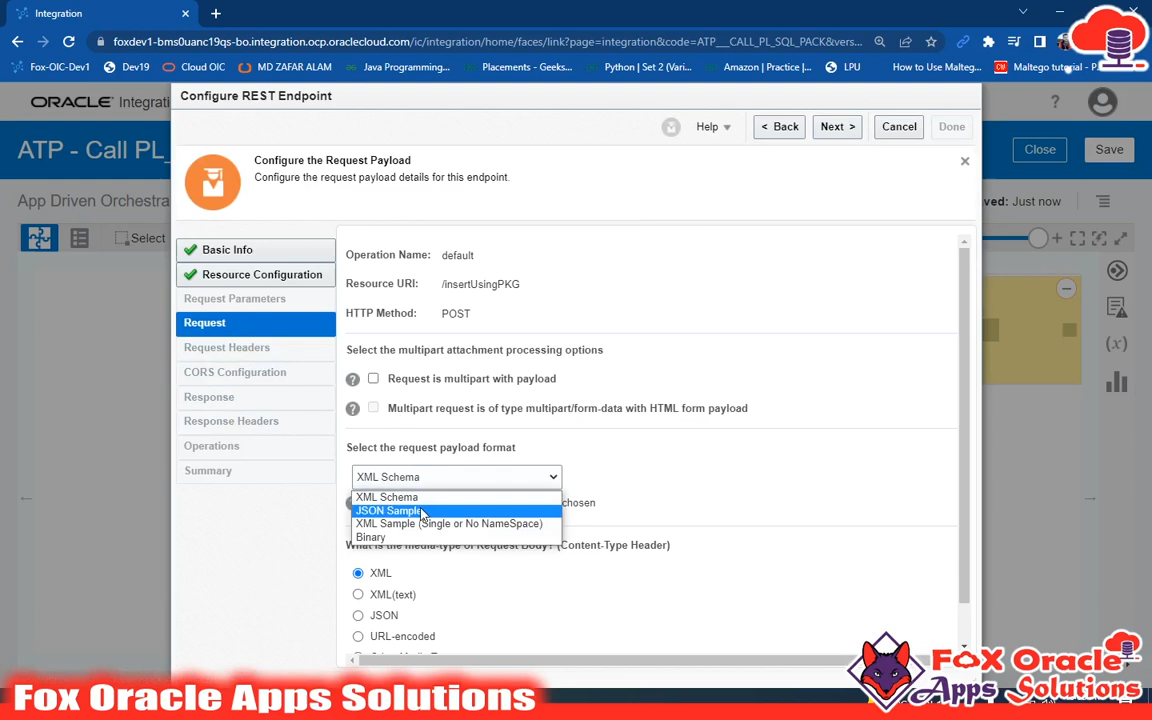 Integration
foxdev1-bms0uanc19qs-bo.integration.ocp.oraclecloud.com/ic/integration/home/faces/link?page=integration&code=ATP___CALL_PL_SQL_PACK&vers...
Fox-OIC-Dev1
Dev19
Cloud OIC
MD ZAFAR ALAM
Java Programming...
Placements - Geeks...
Python | Set 2 (Vari...
Amazon | Practice |...
LPU
How to Use Malteg...
Maltego tutorial - P
ORACLE Integrati
Configure REST Endpoint
Help
< Back
Next >
Cancel
Done
ATP - Call PL_
Configure the Request Payload
Configure the request payload details for this endpoint.
Close
Save
App Driven Orchestra
ved: Just now
Select
Basic Info
Resource Configuration
Request Parameters
Request
Request Headers
CORS Configuration
Response
Response Headers
Operations
Summary
Operation Name: default
Resource URI: /insertUsingPKG
HTTP Method: POST
Select the multipart attachment processing options
Request is multipart with payload
Multipart request is of type multipart/form-data with HTML form payload
Select the request payload format
XML Schema
XML Schema
JSON Sample
chosen
XML Sample (Single or No NameSpace)
Binary
What is the media-type of Request Body? (Content-Type Header)
XML
XML(text)
JSON
URL-encoded
Fox Oracle Apps Solutions
FOX Oracle
Apps Solutions